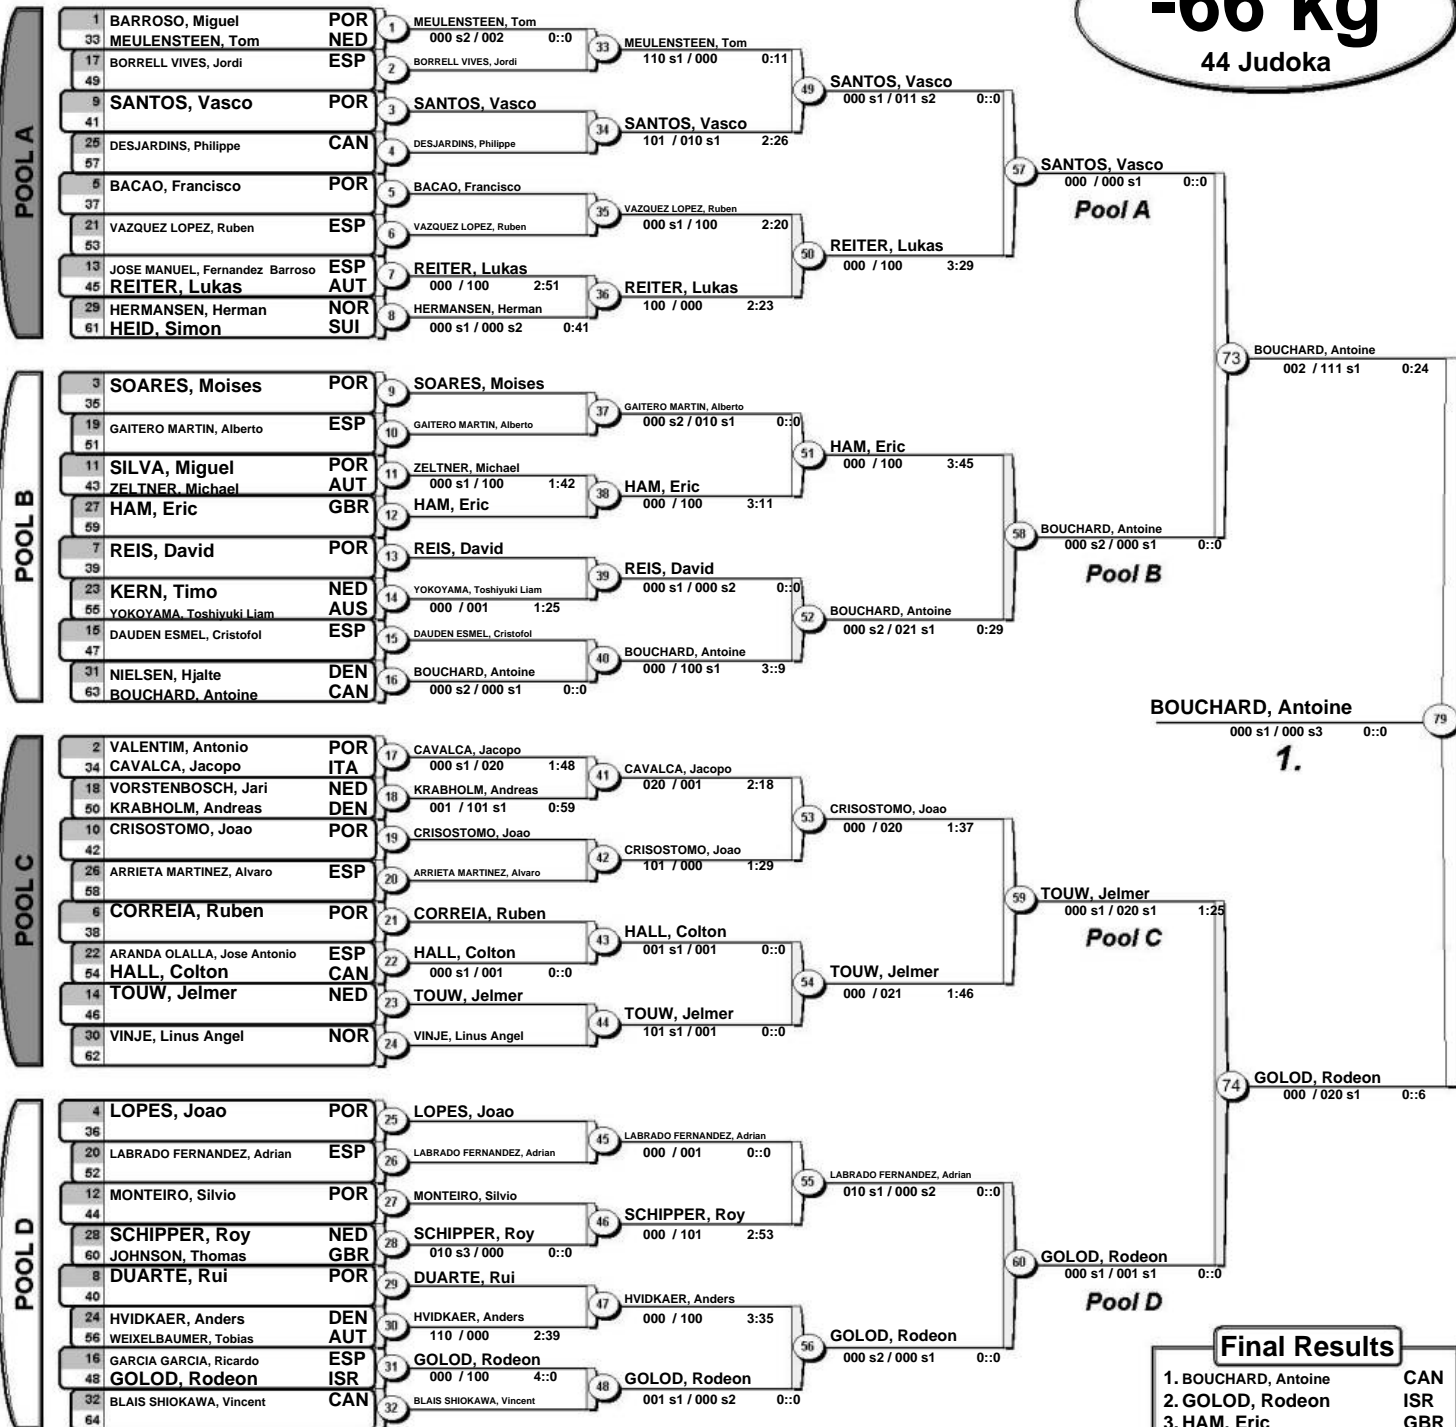 -66 kg
44 Judoka
POOL A
1 BARROSO, Miguel POR
33 MEULENSTEEN, Tom NED
17 BORRELL VIVES, Jordi ESP
49
9 SANTOS, Vasco POR
41
25 DESJARDINS, Philippe CAN
57
5 BACAO, Francisco POR
37
21 VAZQUEZ LOPEZ, Ruben ESP
53
13 JOSE MANUEL, Fernandez Barroso ESP
45 REITER, Lukas AUT
29 HERMANSEN, Herman NOR
61 HEID, Simon SUI
1 MEULENSTEEN, Tom
000 s2 / 002 0::0
2 BORRELL VIVES, Jordi
3 SANTOS, Vasco
4 DESJARDINS, Philippe
5 BACAO, Francisco
6 VAZQUEZ LOPEZ, Ruben
7 REITER, Lukas
000 / 100 2:51
8 HERMANSEN, Herman
000 s1 / 000 s2 0:41
33 MEULENSTEEN, Tom
110 s1 / 000 0:11
34 SANTOS, Vasco
101 / 010 s1 2:26
35 VAZQUEZ LOPEZ, Ruben
000 s1 / 100 2:20
36 REITER, Lukas
100 / 000 2:23
49 SANTOS, Vasco
000 s1 / 011 s2 0::0
50 REITER, Lukas
000 / 100 3:29
57 SANTOS, Vasco
000 / 000 s1 0::0
Pool A
POOL B
3 SOARES, Moises POR
35
19 GAITERO MARTIN, Alberto ESP
51
11 SILVA, Miguel POR
43 ZELTNER, Michael AUT
27 HAM, Eric GBR
59
7 REIS, David POR
39
23 KERN, Timo NED
55 YOKOYAMA, Toshiyuki Liam AUS
15 DAUDEN ESMEL, Cristofol ESP
47
31 NIELSEN, Hjalte DEN
63 BOUCHARD, Antoine CAN
9 SOARES, Moises
10 GAITERO MARTIN, Alberto
11 ZELTNER, Michael
000 s1 / 100 1:42
12 HAM, Eric
13 REIS, David
14 YOKOYAMA, Toshiyuki Liam
000 / 001 1:25
15 DAUDEN ESMEL, Cristofol
16 BOUCHARD, Antoine
000 s2 / 000 s1 0::0
37 GAITERO MARTIN, Alberto
000 s2 / 010 s1 0::0
38 HAM, Eric
000 / 100 3:11
39 REIS, David
000 s1 / 000 s2 0::0
40 BOUCHARD, Antoine
000 / 100 s1 3::9
51 HAM, Eric
000 / 100 3:45
52 BOUCHARD, Antoine
000 s2 / 021 s1 0:29
58 BOUCHARD, Antoine
000 s2 / 000 s1 0::0
Pool B
73 BOUCHARD, Antoine
002 / 111 s1 0:24
BOUCHARD, Antoine 79
000 s1 / 000 s3 0::0
1.
POOL C
2 VALENTIM, Antonio POR
34 CAVALCA, Jacopo ITA
18 VORSTENBOSCH, Jari NED
50 KRABHOLM, Andreas DEN
10 CRISOSTOMO, Joao POR
42
26 ARRIETA MARTINEZ, Alvaro ESP
58
6 CORREIA, Ruben POR
38
22 ARANDA OLALLA, Jose Antonio ESP
54 HALL, Colton CAN
14 TOUW, Jelmer NED
46
30 VINJE, Linus Angel NOR
62
17 CAVALCA, Jacopo
000 s1 / 020 1:48
18 KRABHOLM, Andreas
001 / 101 s1 0:59
19 CRISOSTOMO, Joao
20 ARRIETA MARTINEZ, Alvaro
21 CORREIA, Ruben
22 HALL, Colton
000 s1 / 001 0::0
23 TOUW, Jelmer
24 VINJE, Linus Angel
41 CAVALCA, Jacopo
020 / 001 2:18
42 CRISOSTOMO, Joao
101 / 000 1:29
43 HALL, Colton
001 s1 / 001 0::0
44 TOUW, Jelmer
101 s1 / 001 0::0
53 CRISOSTOMO, Joao
000 / 020 1:37
54 TOUW, Jelmer
000 / 021 1:46
59 TOUW, Jelmer
000 s1 / 020 s1 1:25
Pool C
POOL D
4 LOPES, Joao POR
36
20 LABRADO FERNANDEZ, Adrian ESP
52
12 MONTEIRO, Silvio POR
44
28 SCHIPPER, Roy NED
60 JOHNSON, Thomas GBR
8 DUARTE, Rui POR
40
24 HVIDKAER, Anders DEN
56 WEIXELBAUMER, Tobias AUT
16 GARCIA GARCIA, Ricardo ESP
48 GOLOD, Rodeon ISR
32 BLAIS SHIOKAWA, Vincent CAN
64
25 LOPES, Joao
26 LABRADO FERNANDEZ, Adrian
27 MONTEIRO, Silvio
28 SCHIPPER, Roy
010 s3 / 000 0::0
29 DUARTE, Rui
30 HVIDKAER, Anders
110 / 000 2:39
31 GOLOD, Rodeon
000 / 100 4::0
32 BLAIS SHIOKAWA, Vincent
45 LABRADO FERNANDEZ, Adrian
000 / 001 0::0
46 SCHIPPER, Roy
000 / 101 2:53
47 HVIDKAER, Anders
000 / 100 3:35
48 GOLOD, Rodeon
001 s1 / 000 s2 0::0
55 LABRADO FERNANDEZ, Adrian
010 s1 / 000 s2 0::0
56 GOLOD, Rodeon
000 s2 / 000 s1 0::0
60 GOLOD, Rodeon
000 s1 / 001 s1 0::0
Pool D
74 GOLOD, Rodeon
000 / 020 s1 0::6
Final Results
1. BOUCHARD, Antoine CAN
2. GOLOD, Rodeon ISR
3. HAM, Eric GBR